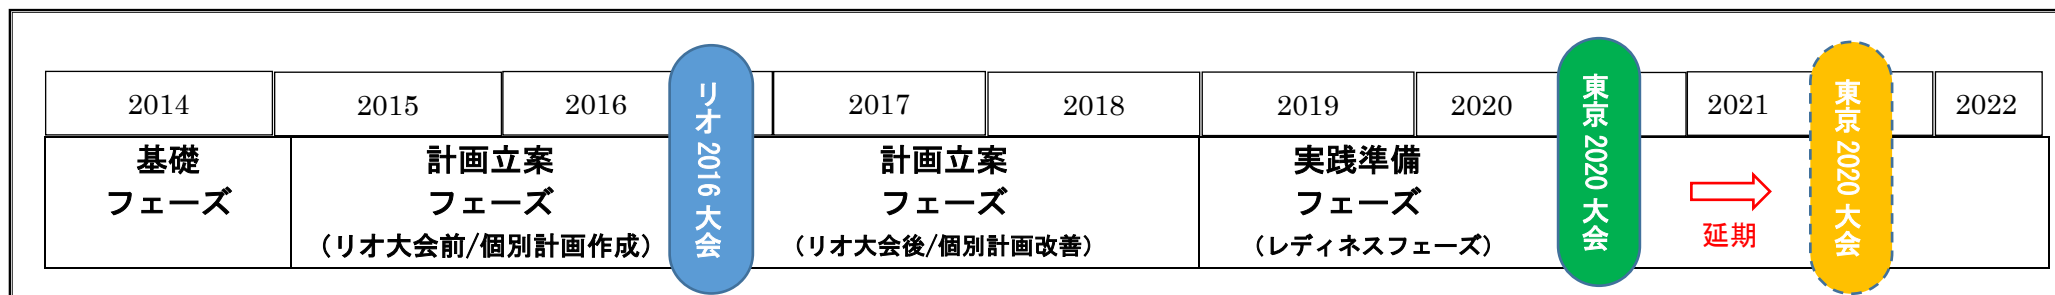 2014
2015
2016
2017
2018
2019
2020
2021
2022
リオ 2016 大会
東京 2020 大会
東京 2020 大会
基礎
フェーズ
計画立案
フェーズ
（リオ大会前/個別計画作成）
計画立案
フェーズ
（リオ大会後/個別計画改善）
実践準備
フェーズ
（レディネスフェーズ）
延期